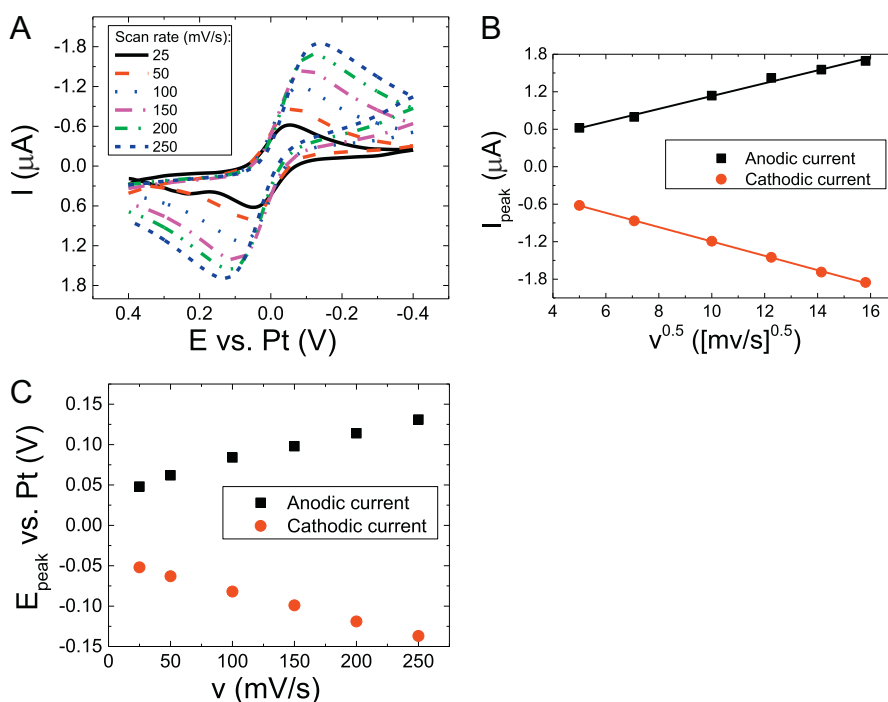 A
Scan rate (mV/s):
25
50
100
150
200
250
-1.8
-1.2
-0.6
0.0
0.6
1.2
1.8
I (μA)
0.4 0.2 0.0 -0.2 -0.4
E vs. Pt (V)
B
1.8
1.2
0.6
0.0
-0.6
-1.2
-1.8
I_peak (μA)
Anodic current
Cathodic current
4 6 8 10 12 14 16
v^0.5 ([mv/s]^0.5)
C
0.15
0.10
0.05
0.00
-0.05
-0.10
-0.15
E_peak vs. Pt (V)
Anodic current
Cathodic current
0 50 100 150 200 250
v (mV/s)